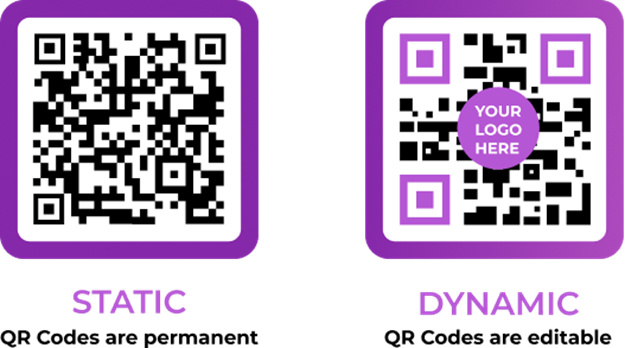 YOUR
LOGO
HERE
STATIC
QR Codes are permanent
DYNAMIC
QR Codes are editable